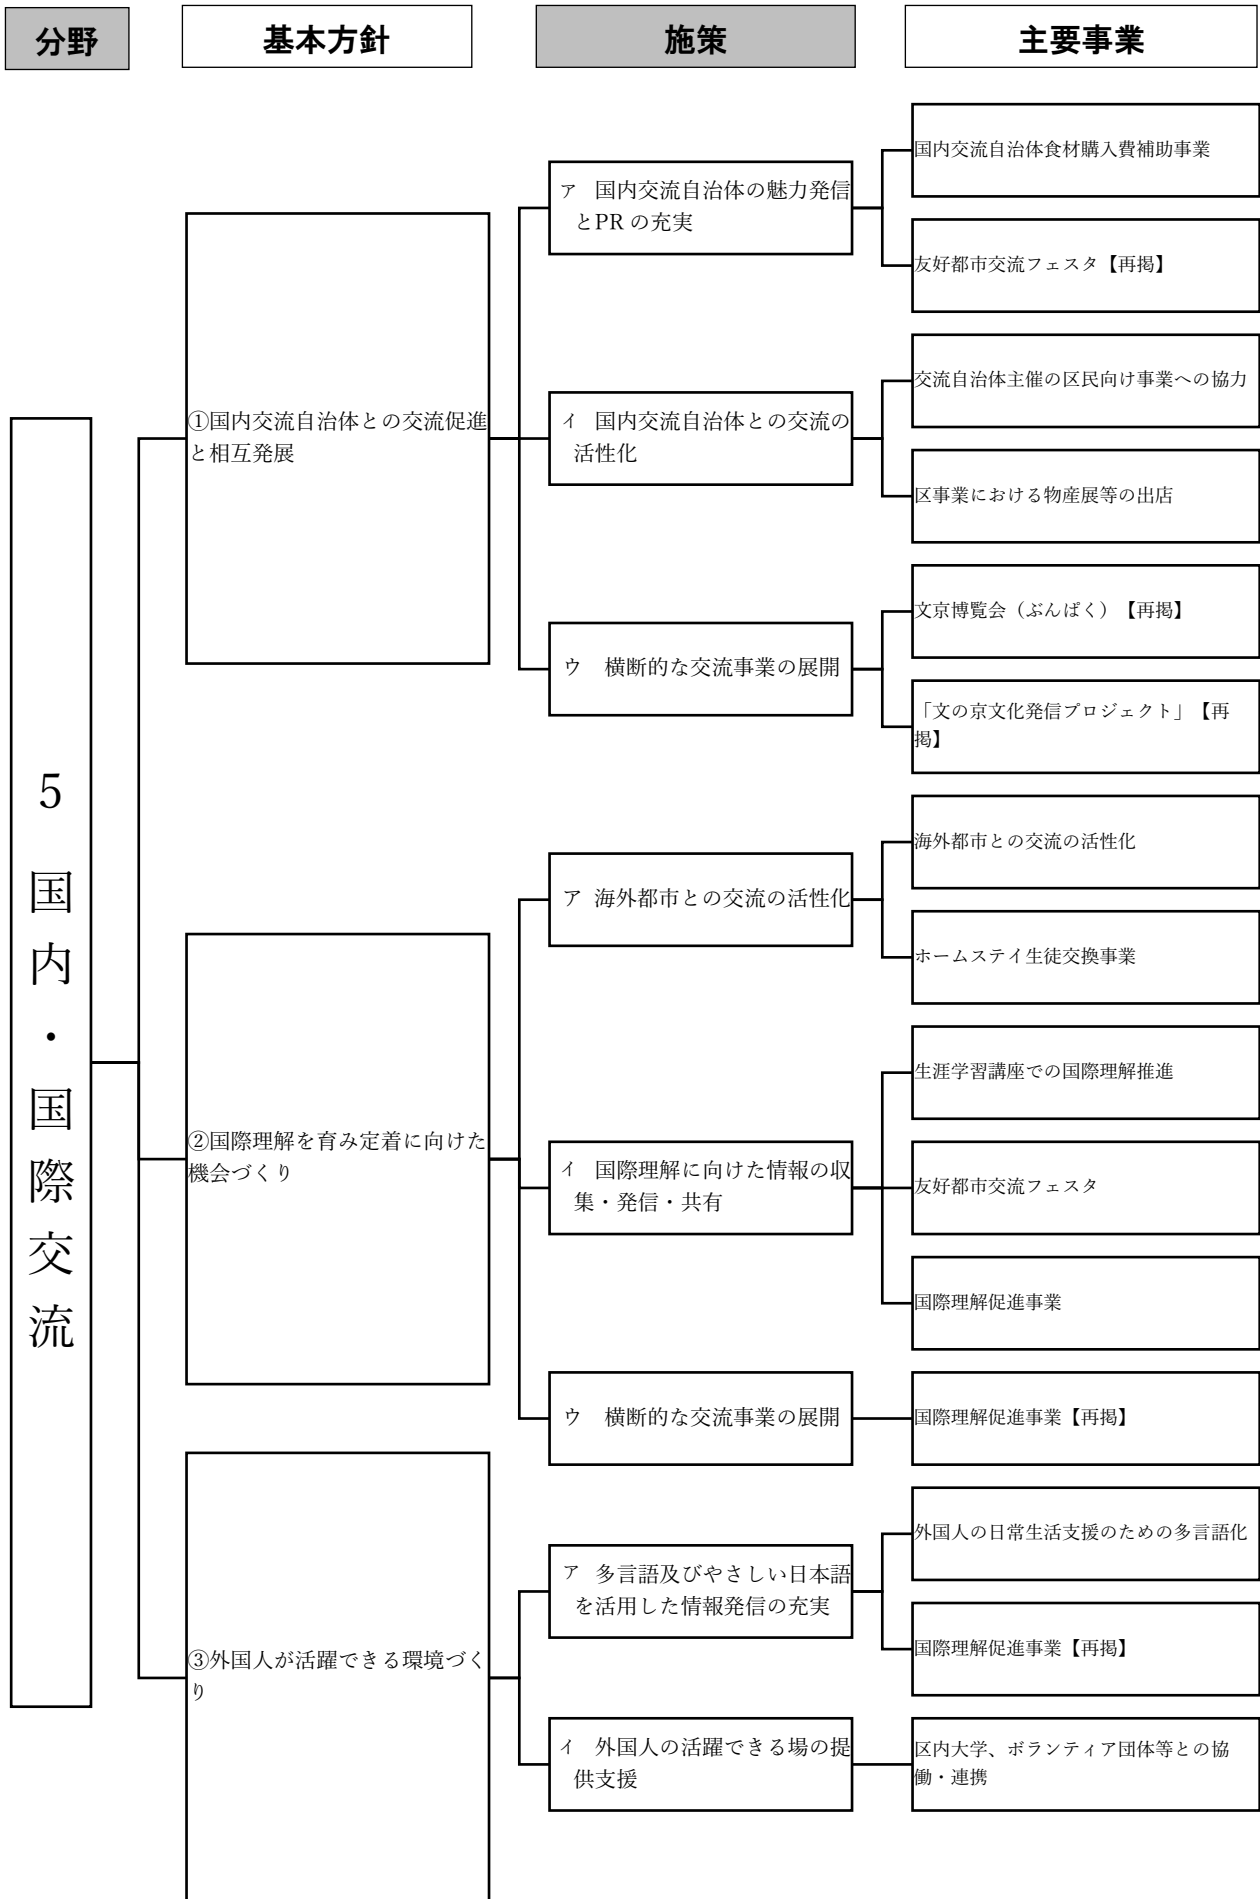 分野
基本方針
施策
主要事業
5 国内・国際交流
①国内交流自治体との交流促進
と相互発展
ア 国内交流自治体の魅力発信
とPR の充実
国内交流自治体食材購入費補助事業
友好都市交流フェスタ【再掲】
イ 国内交流自治体との交流の
活性化
交流自治体主催の区民向け事業への協力
区事業における物産展等の出店
ウ 横断的な交流事業の展開
文京博覧会（ぶんぱく）【再掲】
「文の京文化発信プロジェクト」【再
掲】
②国際理解を育み定着に向けた
機会づくり
ア 海外都市との交流の活性化
海外都市との交流の活性化
ホームステイ生徒交換事業
イ 国際理解に向けた情報の収
集・発信・共有
生涯学習講座での国際理解推進
友好都市交流フェスタ
国際理解促進事業
ウ 横断的な交流事業の展開
国際理解促進事業【再掲】
③外国人が活躍できる環境づく
り
ア 多言語及びやさしい日本語
を活用した情報発信の充実
外国人の日常生活支援のための多言語化
国際理解促進事業【再掲】
イ 外国人の活躍できる場の提
供支援
区内大学、ボランティア団体等との協
働・連携